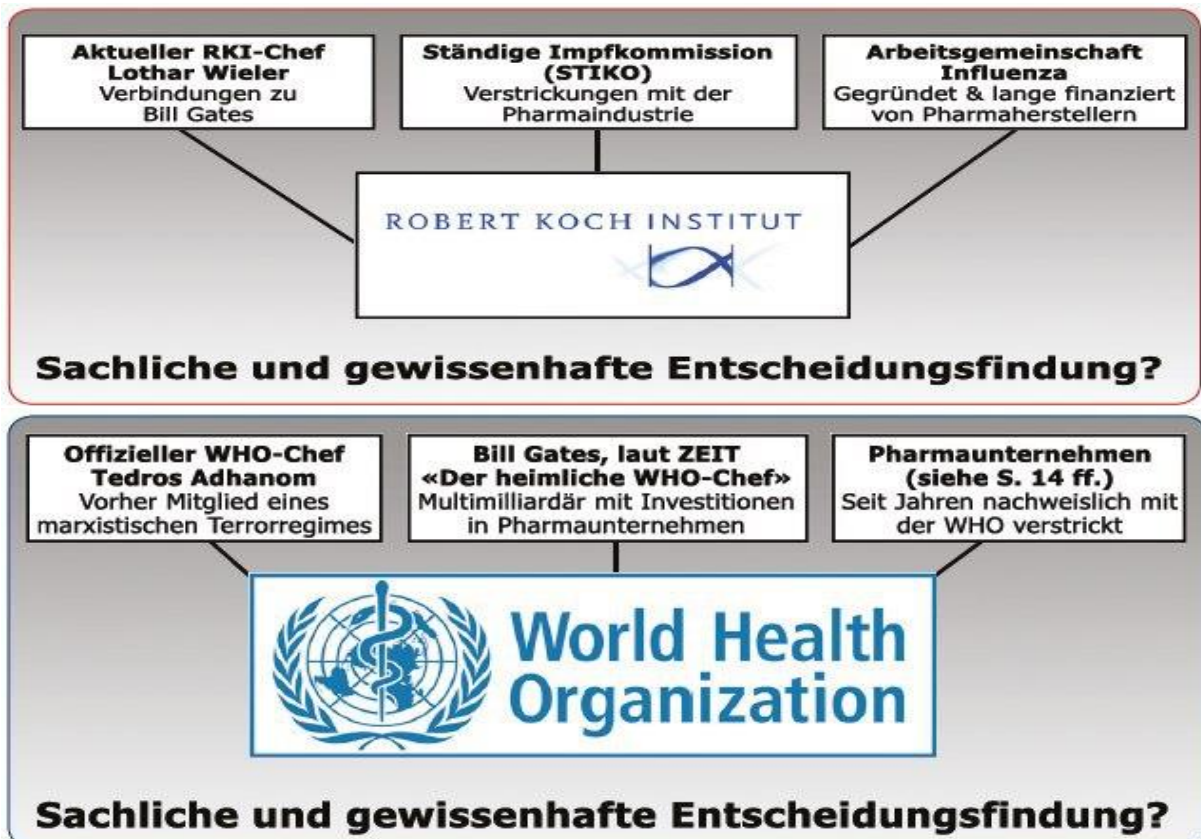 Aktueller RKI-Chef
Lothar Wieler
Verbindungen zu
Bill Gates
Ständige Impfkommission
(STIKO)
Verstrickungen mit der
Pharmaindustrie
Arbeitsgemeinschaft
Influenza
Gegründet & lange finanziert
von Pharmaherstellern
ROBERT KOCH INSTITUT
Sachliche und gewissenhafte Entscheidungsfindung?
Offizieller WHO-Chef
Tedros Adhanom
Vorher Mitglied eines
marxistischen Terrorregimes
Bill Gates, laut ZEIT
«Der heimliche WHO-Chef»
Multimilliardär mit Investitionen
in Pharmaunternehmen
Pharmaunternehmen
(siehe S. 14 ff.)
Seit Jahren nachweislich mit
der WHO verstrickt
World Health
Organization
Sachliche und gewissenhafte Entscheidungsfindung?